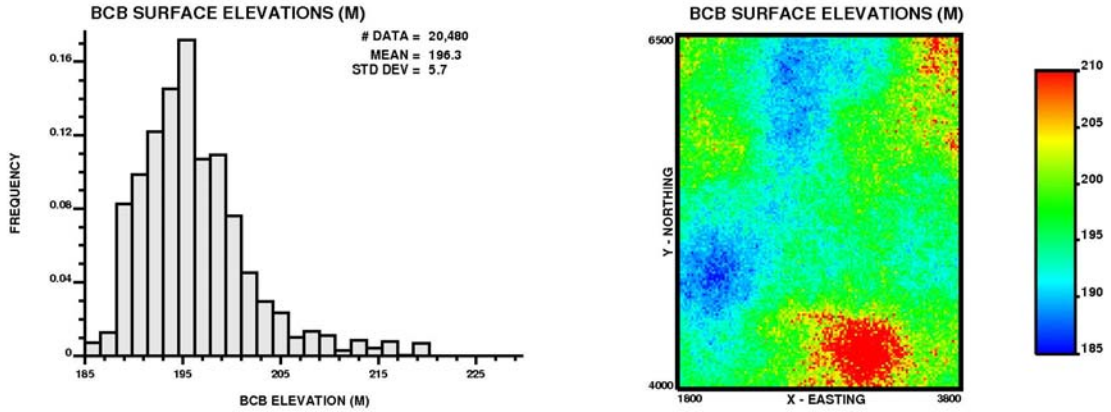 BCB SURFACE ELEVATIONS (M)
# DATA = 20,480
MEAN = 196.3
STD DEV = 5.7
FREQUENCY
0.16
0.12
0.08
0.04
0
185
195
205
215
225
BCB ELEVATION (M)
BCB SURFACE ELEVATIONS (M)
6500
Y - NORTHING
4000
1800
X - EASTING
3800
210
205
200
195
190
185